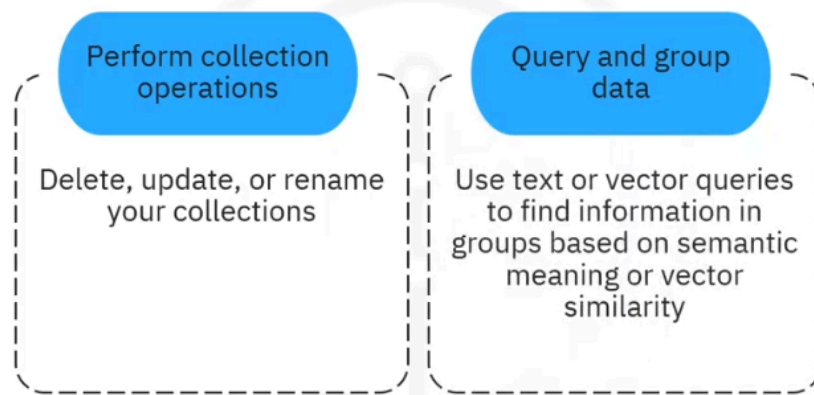 Perform collection
operations
Delete, update, or rename
your collections
Query and group
data
Use text or vector queries
to find information in
groups based on semantic
meaning or vector
similarity